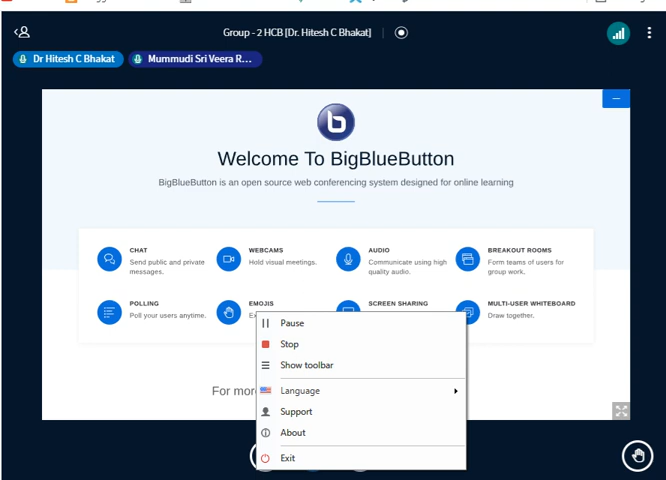 Group - 2 HCB [Dr. Hitesh C Bhakat]
Dr Hitesh C Bhakat
Mummudi Sri Veera R...
b
Welcome To BigBlueButton
BigBlueButton is an open source web conferencing system designed for online learning
CHAT
Send public and private
messages.
WEBCAMS
Hold visual meetings.
AUDIO
Communicate using high
quality audio.
BREAKOUT ROOMS
Form teams of users for
group work.
POLLING
Poll your users anytime.
EMOJIS
SCREEN SHARING
MULTI-USER WHITEBOARD
Draw together.
Pause
Stop
Show toolbar
For more
Language
Support
About
Exit